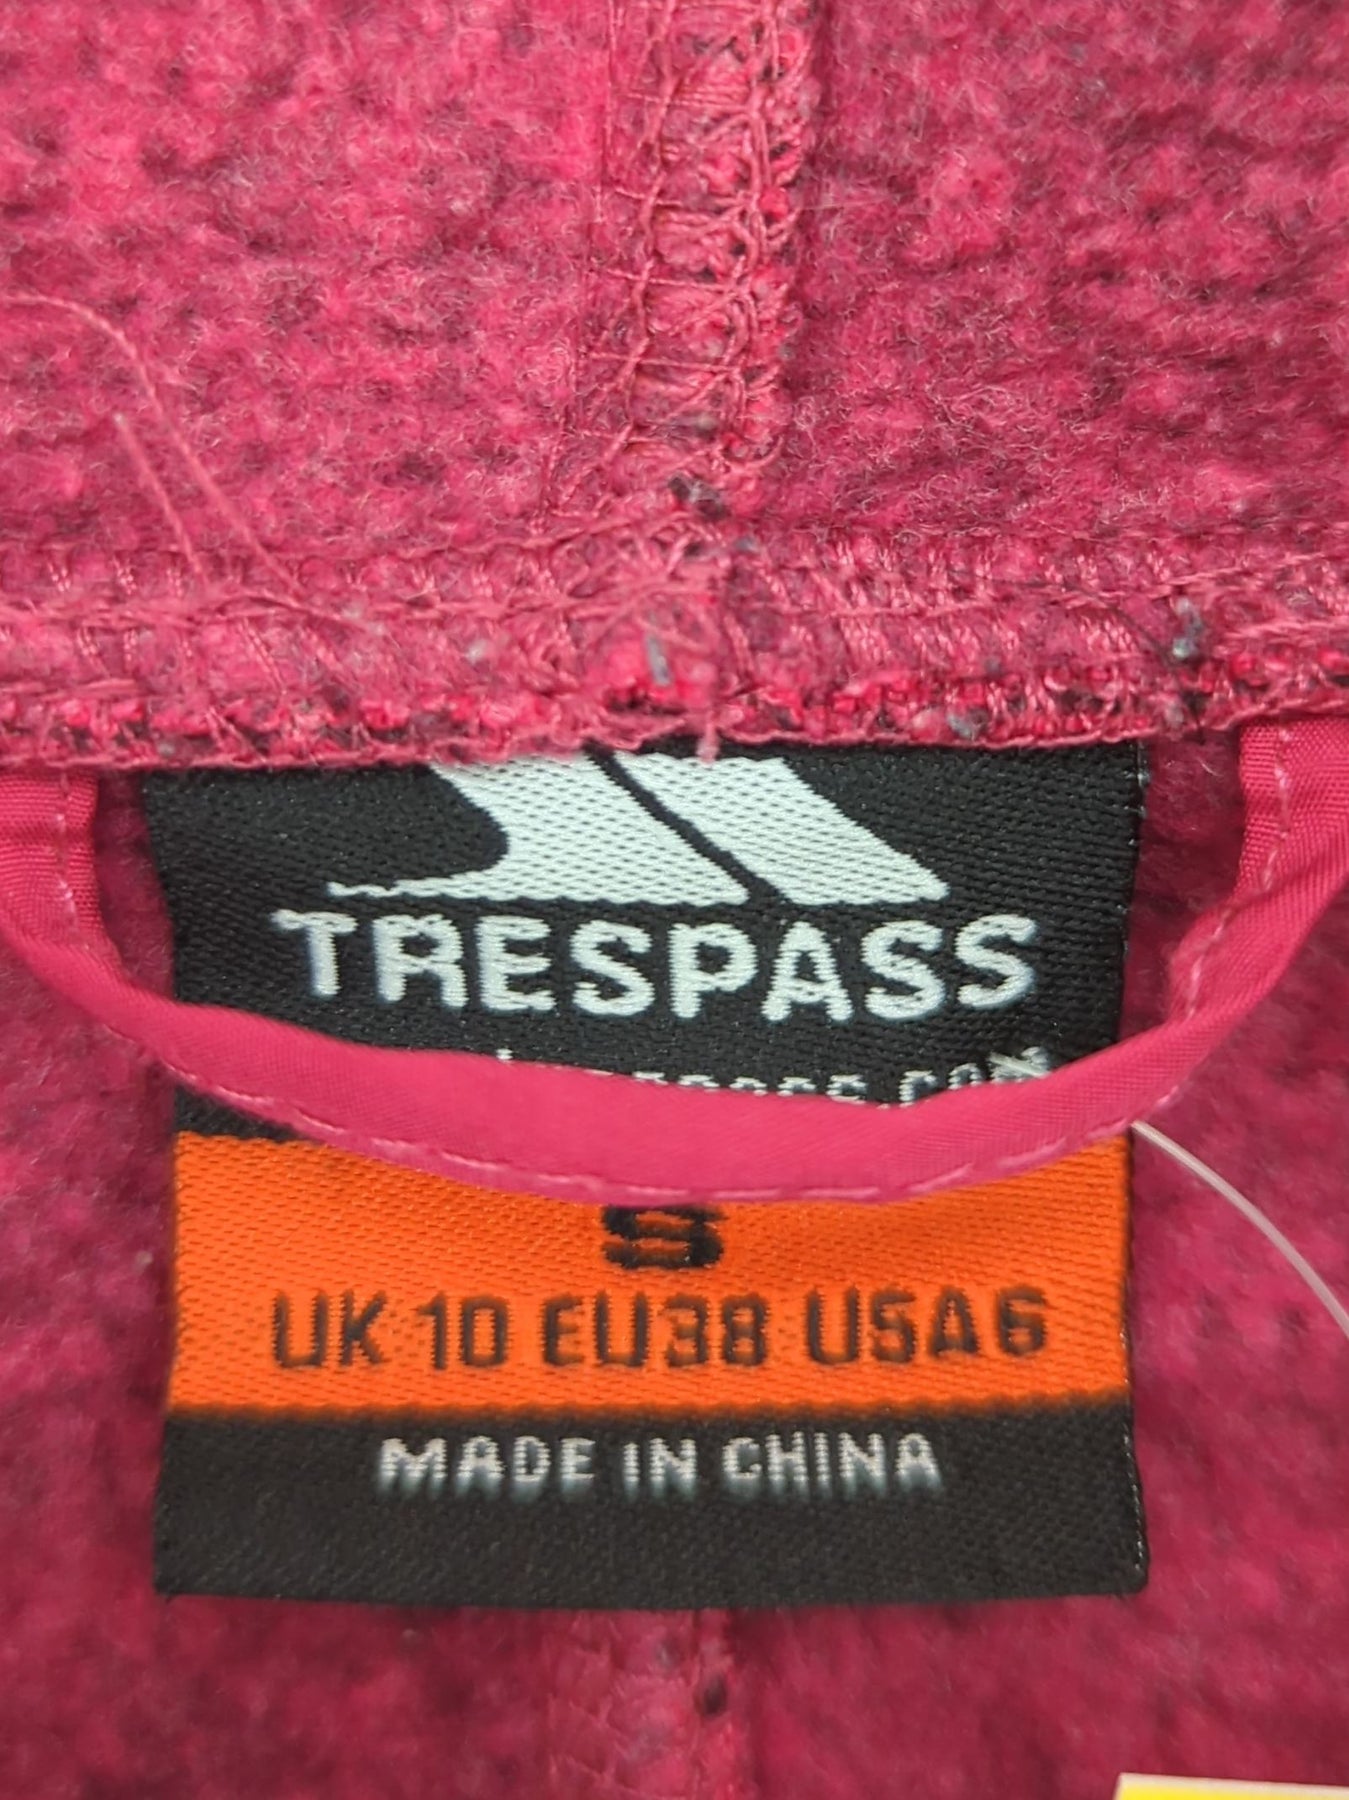 TRESPASS
S
UK 10 EU38 USA6
MADE IN CHINA